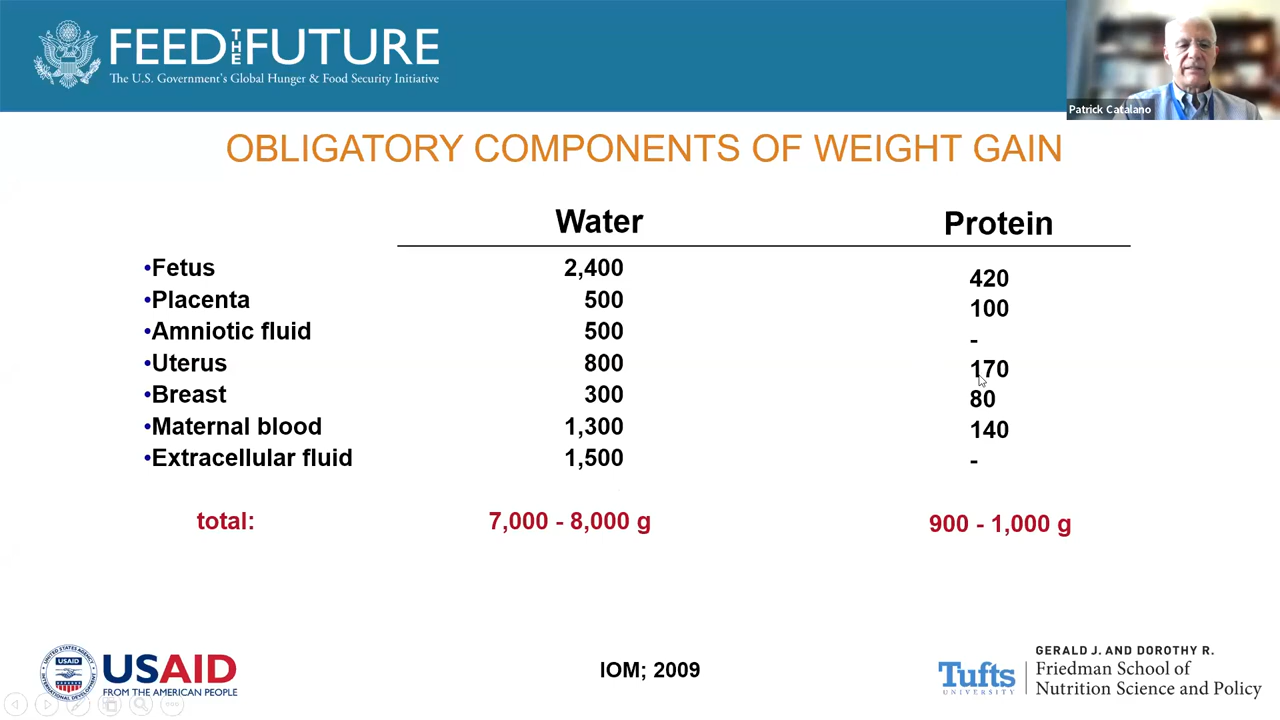 FEED THE FUTURE
The U.S. Government's Global Hunger & Food Security Initiative
Patrick Catalano
OBLIGATORY COMPONENTS OF WEIGHT GAIN
Water Protein
•Fetus 2,400 420
•Placenta 500 100
•Amniotic fluid 500 -
•Uterus 800 170
•Breast 300 80
•Maternal blood 1,300 140
•Extracellular fluid 1,500 -
total: 7,000 - 8,000 g 900 - 1,000 g
USAID
USAID
FROM THE AMERICAN PEOPLE
IOM; 2009
Tufts
UNIVERSITY
GERALD J. AND DOROTHY R.
Friedman School of
Nutrition Science and Policy